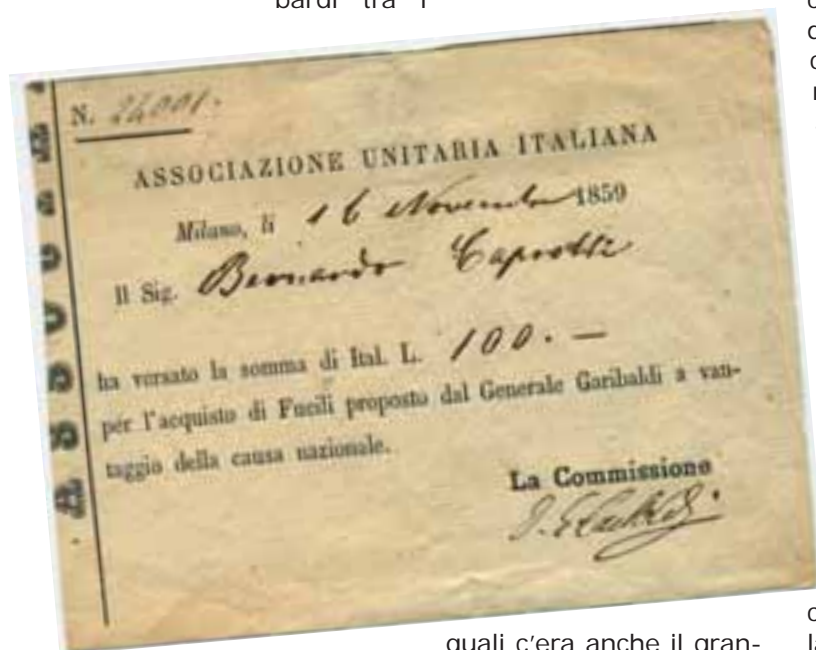 bardi tra i
N. 24001.
ASSOCIAZIONE UNITARIA ITALIANA
Milano, li 16 Novembre 1859
Il Sig. Bernardo Caprotti
ha versato la somma di Ital. L. 100. —
per l'acquisto di Fucili proposto dal Generale Garibaldi a van-
taggio della causa nazionale.
La Commissione
quali c'era anche il gran-